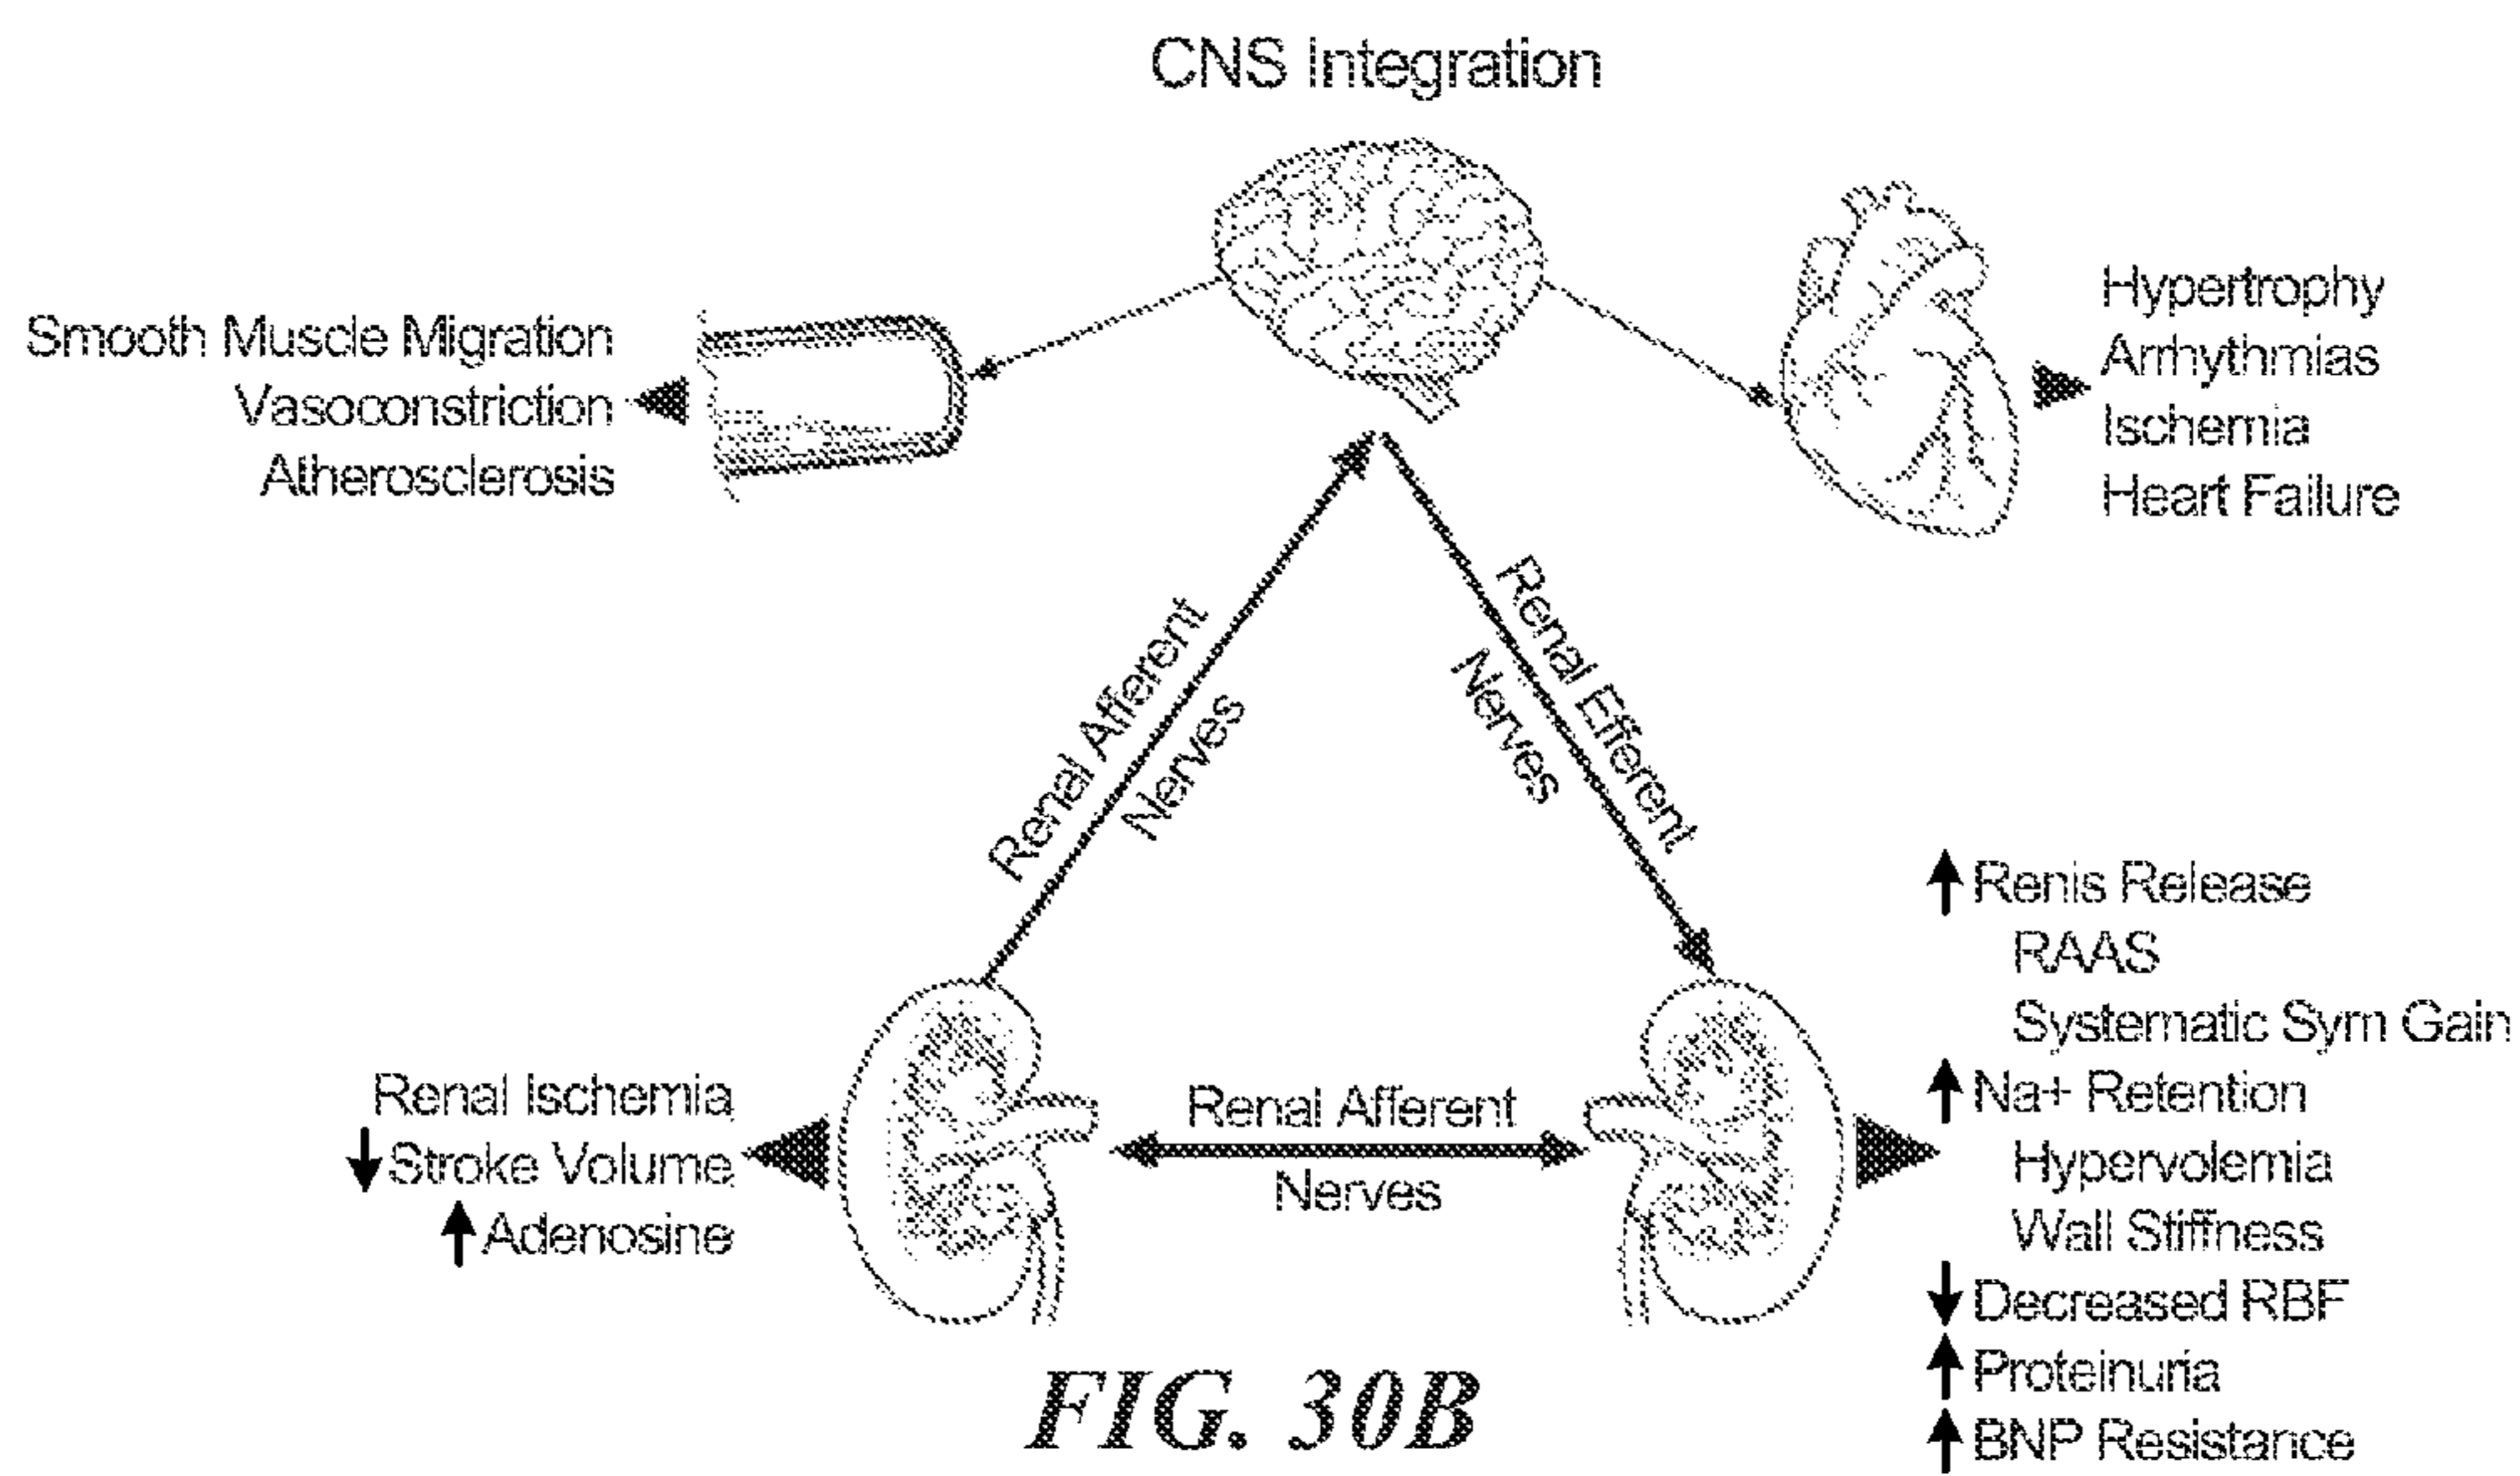 CNS Integration
Smooth Muscle Migration
Vasoconstriction
Atherosclerosis
Hypertrophy
Arrhythmias
Ischemia
Heart Failure
Renal Afferent
Nerves
Renal Efferent
Nerves
Renal Ischemia
↓ Stroke Volume
↑ Adenosine
Renal Afferent
Nerves
↑ Renis Release
RAAS
Systematic Sym Gain
↑ Na+ Retention
Hypervolemia
Wall Stiffness
↓ Decreased RBF
↑ Proteinuria
↑ BNP Resistance
FIG. 30B